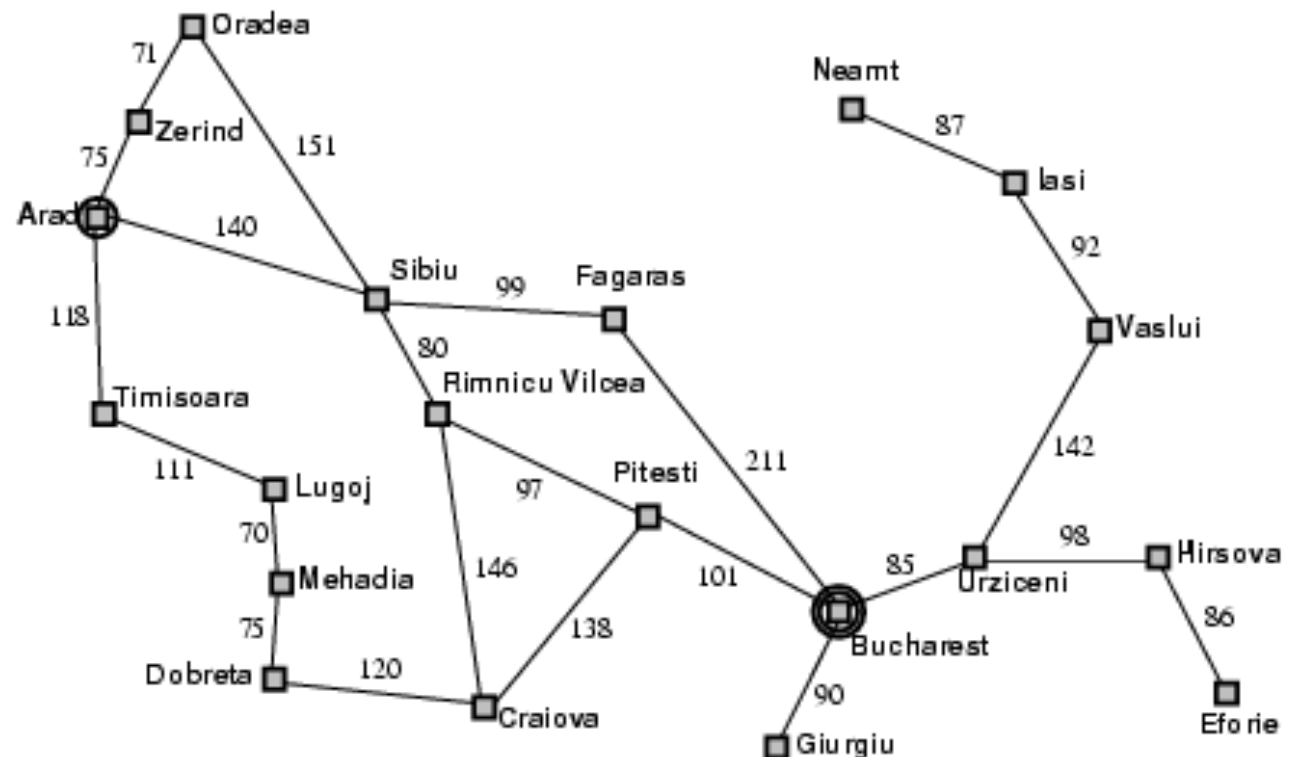 Oradea
71
Neamt
87
Zerind
151
75
Iasi
Arad
140
92
Sibiu
Fagaras
99
118
Vaslui
80
Rimnicu Vilcea
Timisoara
142
211
Pitesti
111
Lugoj
97
70
98
Hirsova
146
101
85
Mehadia
Urziceni
86
75
138
Bucharest
Dobreta
120
90
Craiova
Eforie
Giurgiu